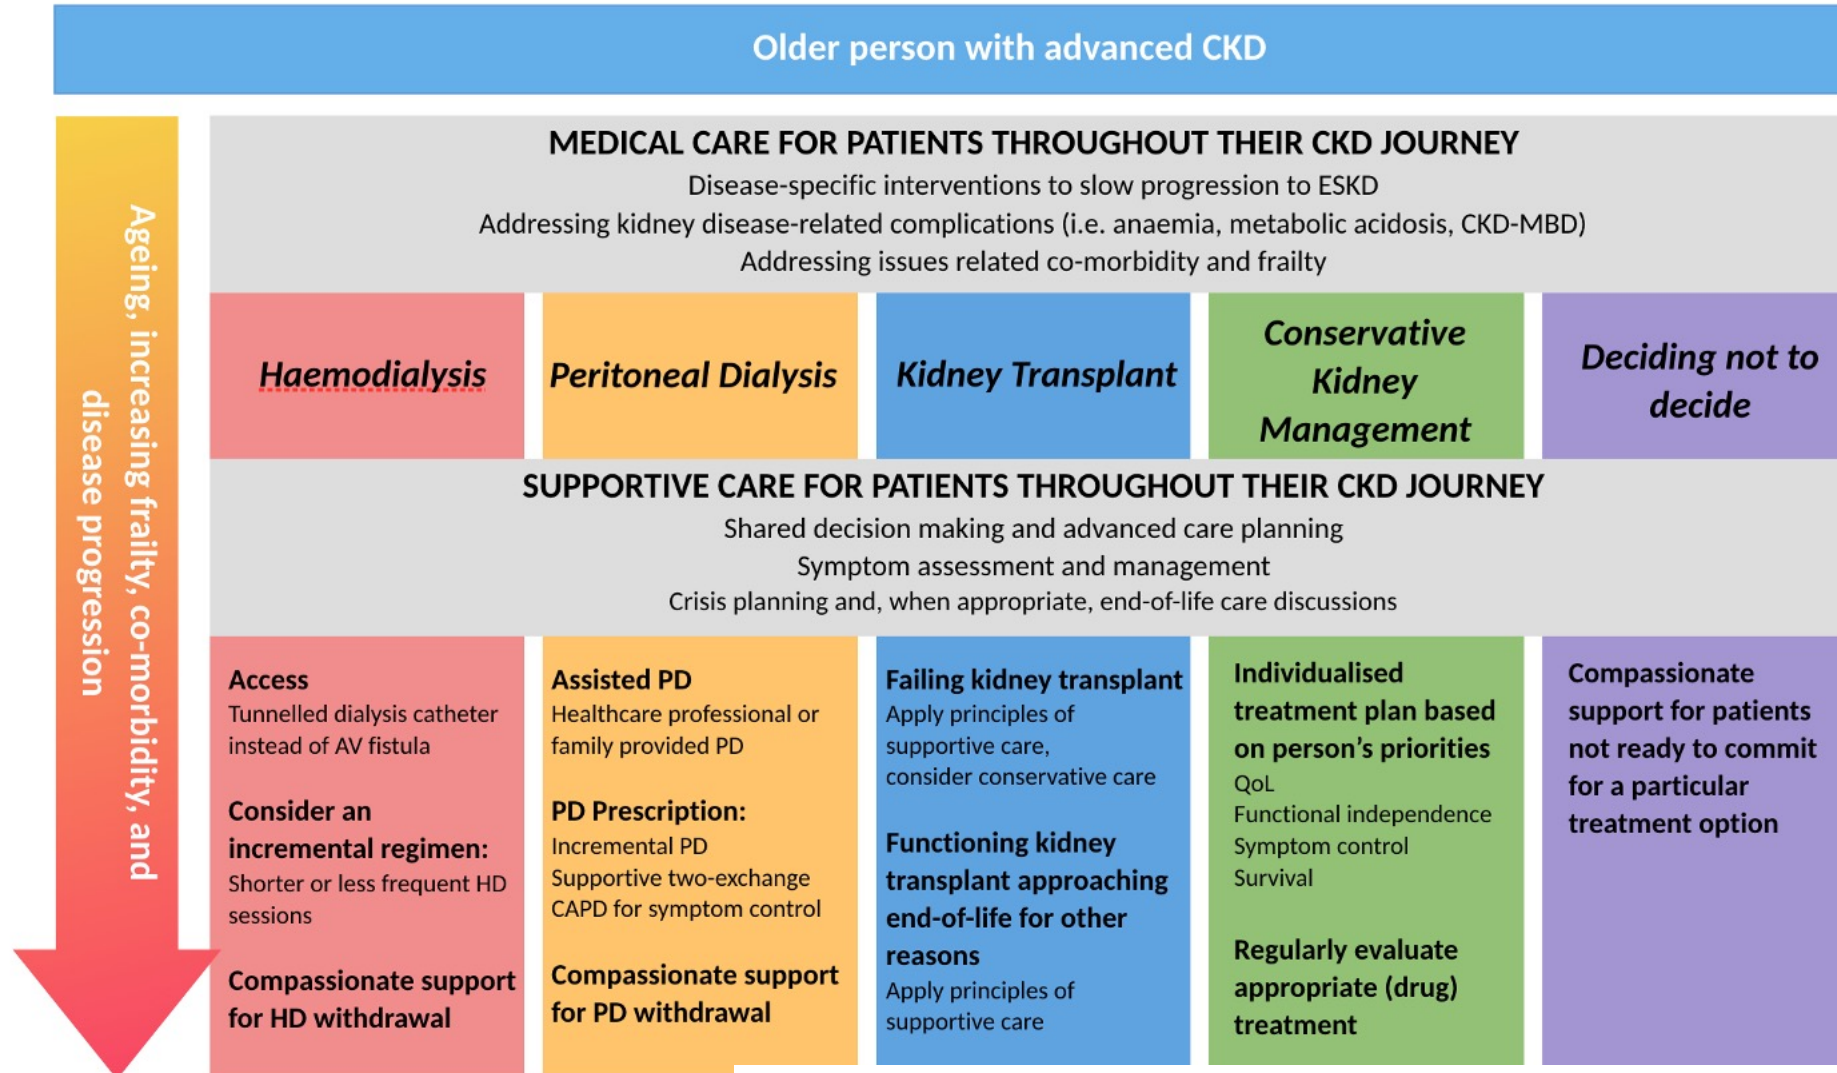 Older person with advanced CKD
Ageing, increasing frailty, co-morbidity, and
disease progression
MEDICAL CARE FOR PATIENTS THROUGHOUT THEIR CKD JOURNEY
Disease-specific interventions to slow progression to ESKD
Addressing kidney disease-related complications (i.e. anaemia, metabolic acidosis, CKD-MBD)
Addressing issues related co-morbidity and frailty
Haemodialysis
Peritoneal Dialysis
Kidney Transplant
Conservative
Kidney
Management
Deciding not to
decide
SUPPORTIVE CARE FOR PATIENTS THROUGHOUT THEIR CKD JOURNEY
Shared decision making and advanced care planning
Symptom assessment and management
Crisis planning and, when appropriate, end-of-life care discussions
Access
Tunnelled dialysis catheter
instead of AV fistula
Consider an
incremental regimen:
Shorter or less frequent HD
sessions
Compassionate support
for HD withdrawal
Assisted PD
Healthcare professional or
family provided PD
PD Prescription:
Incremental PD
Supportive two-exchange
CAPD for symptom control
Compassionate support
for PD withdrawal
Failing kidney transplant
Apply principles of
supportive care,
consider conservative care
Functioning kidney
transplant approaching
end-of-life for other
reasons
Apply principles of
supportive care
Individualised
treatment plan based
on person's priorities
QoL
Functional independence
Symptom control
Survival
Regularly evaluate
appropriate (drug)
treatment
Compassionate
support for patients
not ready to commit
for a particular
treatment option